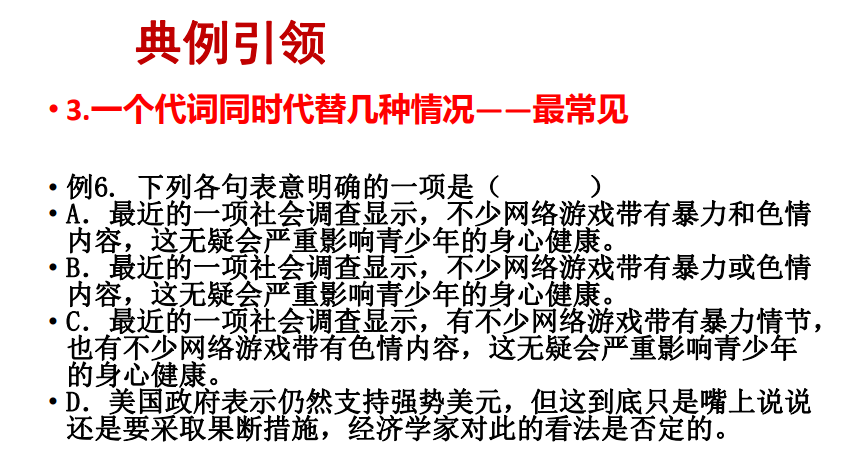 典例引领
• 3.一个代词同时代替几种情况——最常见
• 例6. 下列各句表意明确的一项是（ ）
• A. 最近的一项社会调查显示，不少网络游戏带有暴力和色情
内容，这无疑会严重影响青少年的身心健康。
• B. 最近的一项社会调查显示，不少网络游戏带有暴力或色情
内容，这无疑会严重影响青少年的身心健康。
• C. 最近的一项社会调查显示，有不少网络游戏带有暴力情节，
也有不少网络游戏带有色情内容，这无疑会严重影响青少年
的身心健康。
• D. 美国政府表示仍然支持强势美元，但这到底只是嘴上说说
还是要采取果断措施，经济学家对此的看法是否定的。